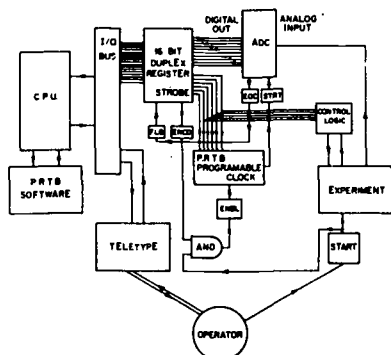 DIGITAL OUT
ANALOG INPUT
I/O BUS
16 BIT DUPLEX REGISTER
STROBE
ADC
C.P.U.
EOC
STRT
CONTROL LOGIC
FLG
ENCD
P.R.T.B PROGRAMABLE CLOCK
P.R.T.B SOFTWARE
EXPERIMENT
ENBL
TELETYPE
AND
START
OPERATOR